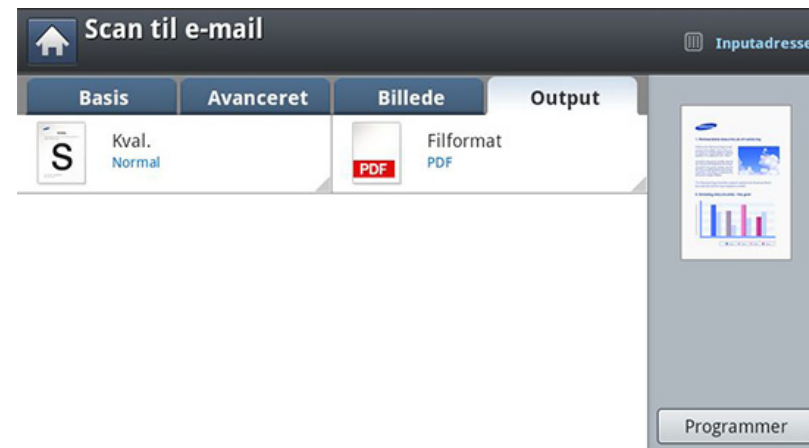 Scan til e-mail
Inputadresse
Basis
Avanceret
Billede
Output
Kval.
Normal
S
Filformat
PDF
PDF
Programmer